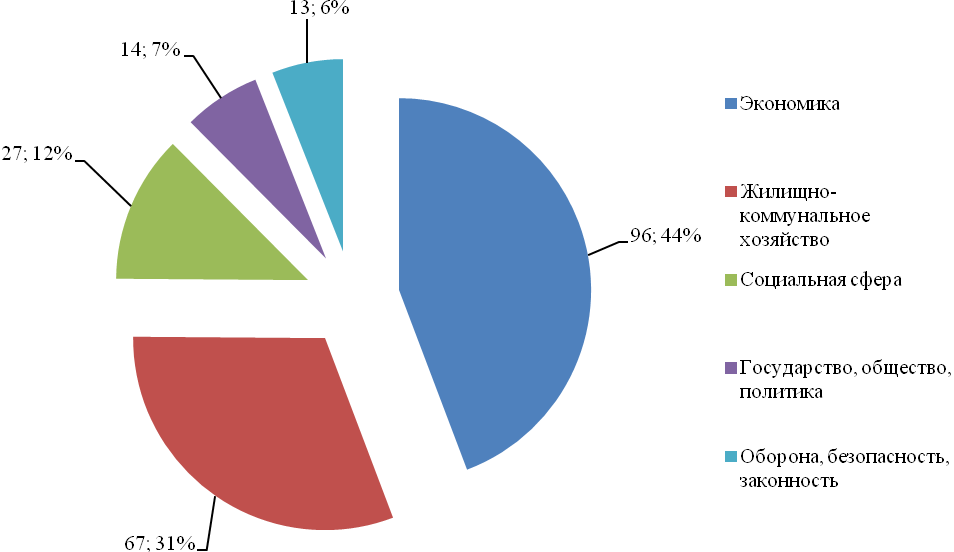 13; 6%
14; 7%
27; 12%
96; 44%
67; 31%
Экономика
Жилищно-
коммунальное
хозяйство
Социальная сфера
Государство, общество,
политика
Оборона, безопасность,
законность